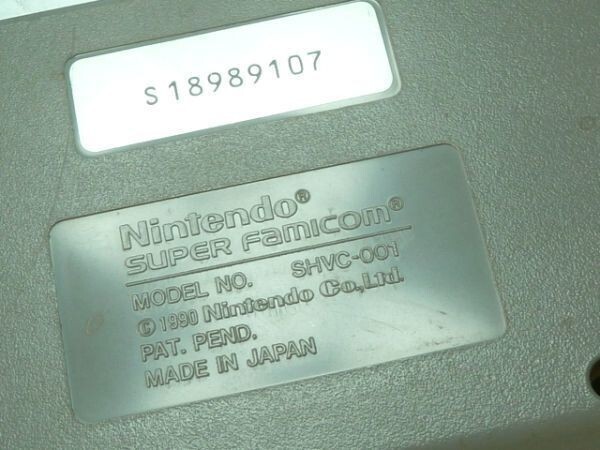 S18989107
Nintendo®
SUPER FAMICOM®
MODEL NO. SHVC-001
© 1990 Nintendo Co., Ltd.
PAT. PEND.
MADE IN JAPAN